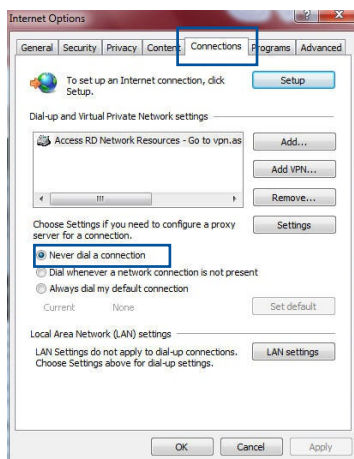 Internet Options
General Security Privacy Content Connections Programs Advanced
To set up an Internet connection, click
Setup.
Setup
Dial-up and Virtual Private Network settings
Access RD Network Resources - Go to vpn.as
Add...
Add VPN...
Remove...
Choose Settings if you need to configure a proxy
server for a connection.
Settings
Never dial a connection
Dial whenever a network connection is not present
Always dial my default connection
Current None
Set default
Local Area Network (LAN) settings
LAN Settings do not apply to dial-up connections.
Choose Settings above for dial-up settings.
LAN settings
OK Cancel Apply